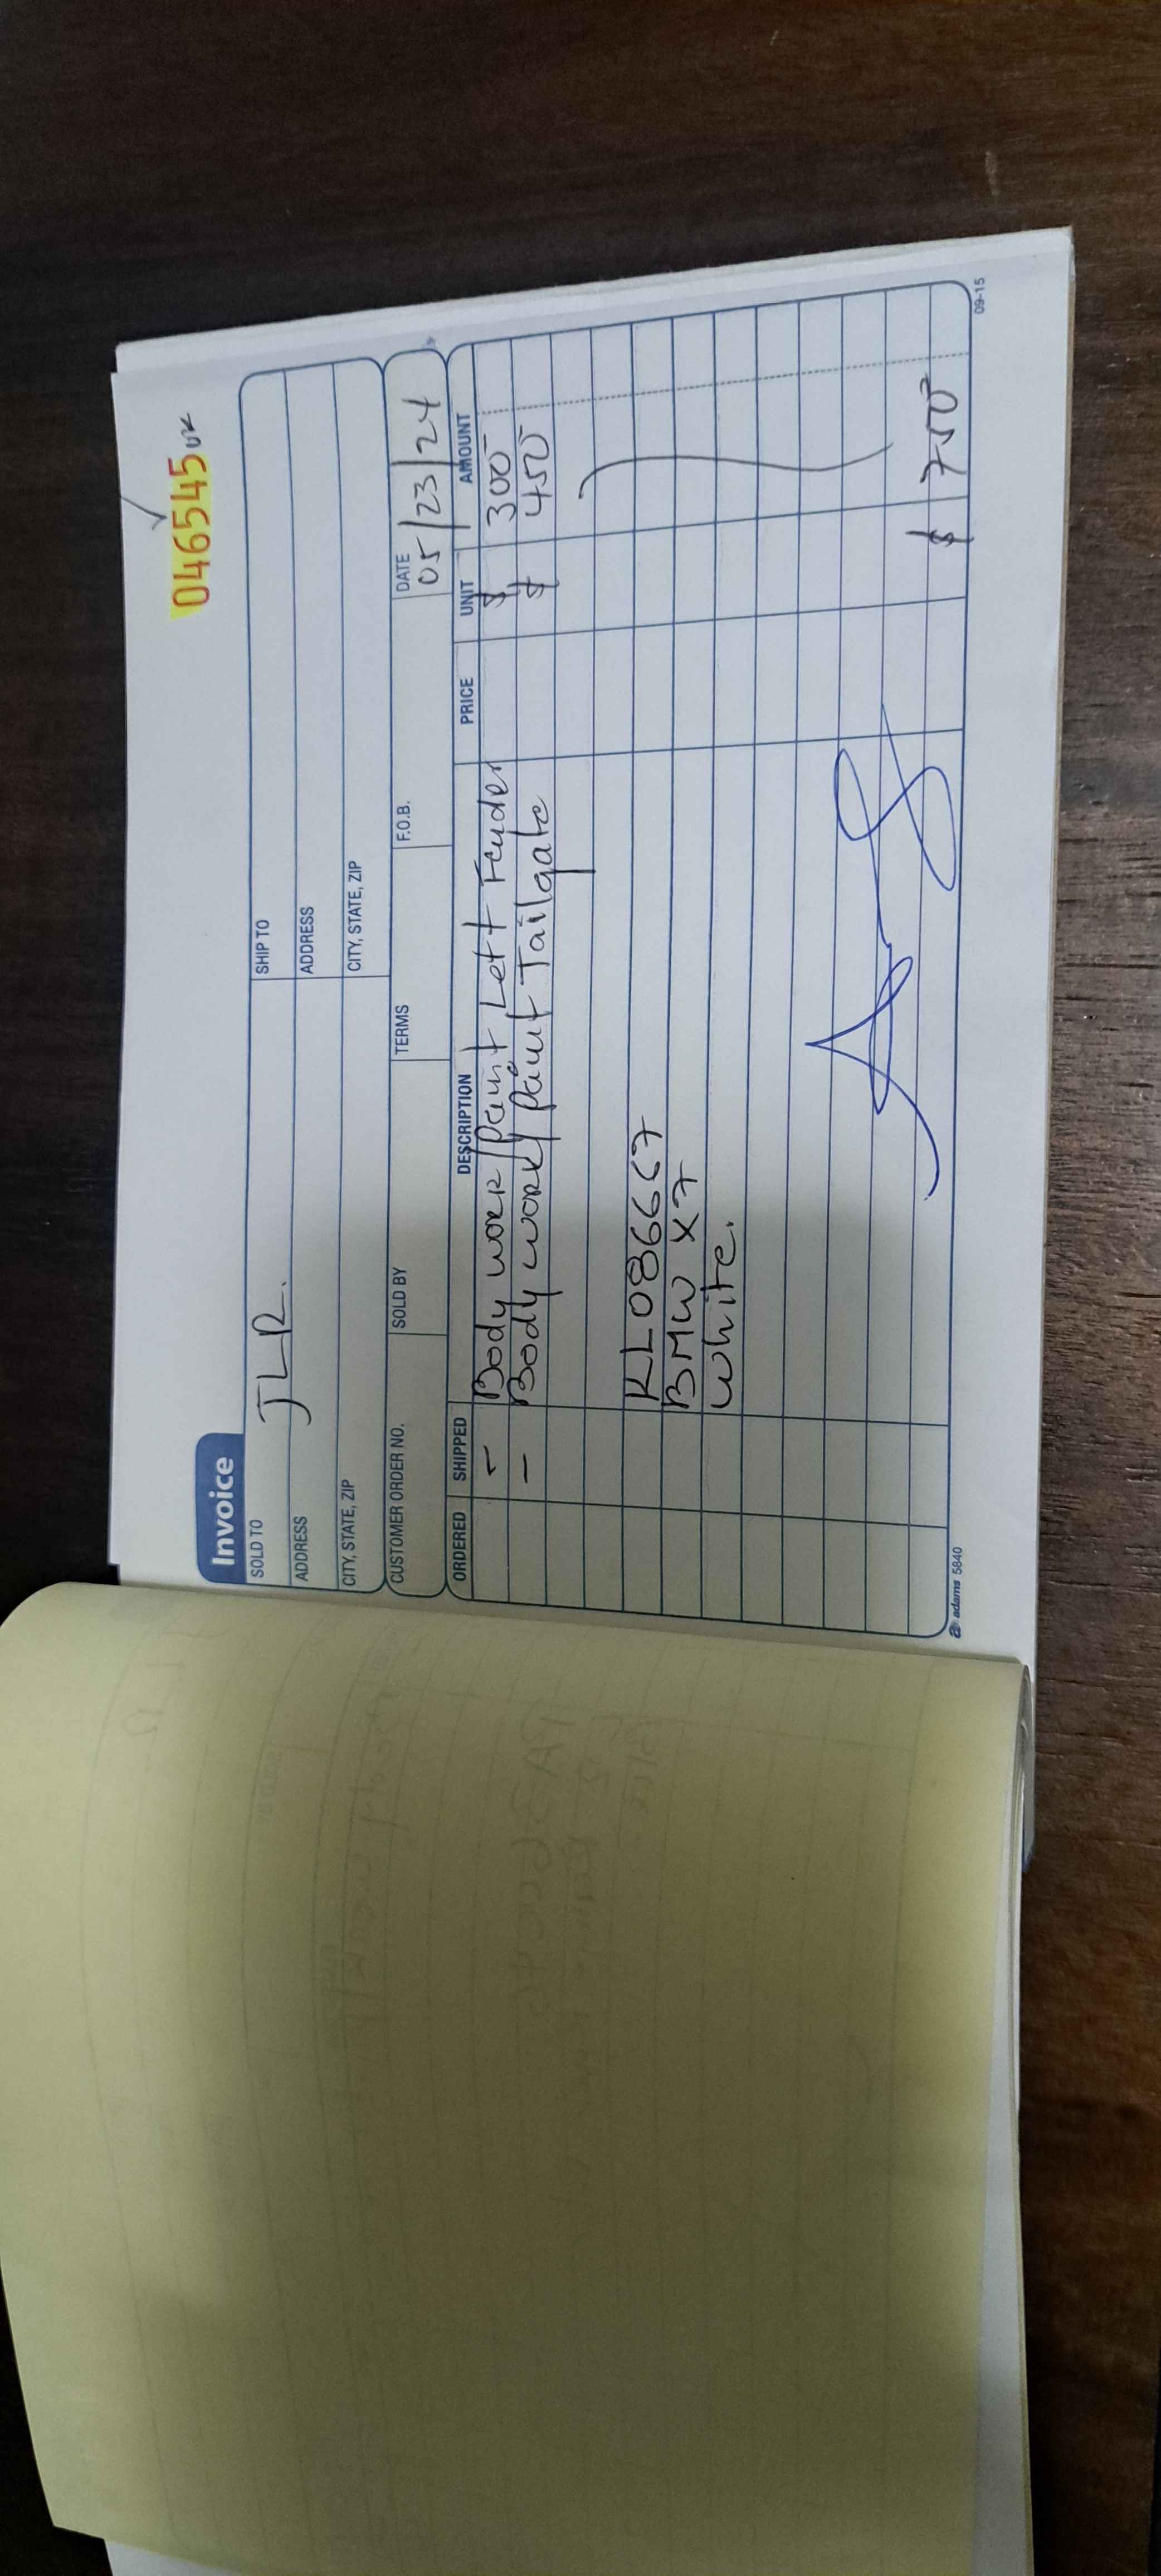 046545 UK
Invoice
SOLD TO JLR. SHIP TO
ADDRESS ADDRESS
CITY, STATE, ZIP CITY, STATE, ZIP
CUSTOMER ORDER NO. SOLD BY TERMS F.O.B. DATE 05/23/24
ORDERED SHIPPED DESCRIPTION PRICE UNIT AMOUNT
- Body work/paint Left Fender $ 300
- Body work/paint Tailgate $ 450
KL086667
BMW X7
White.
$ 750
adams 5840 09-15